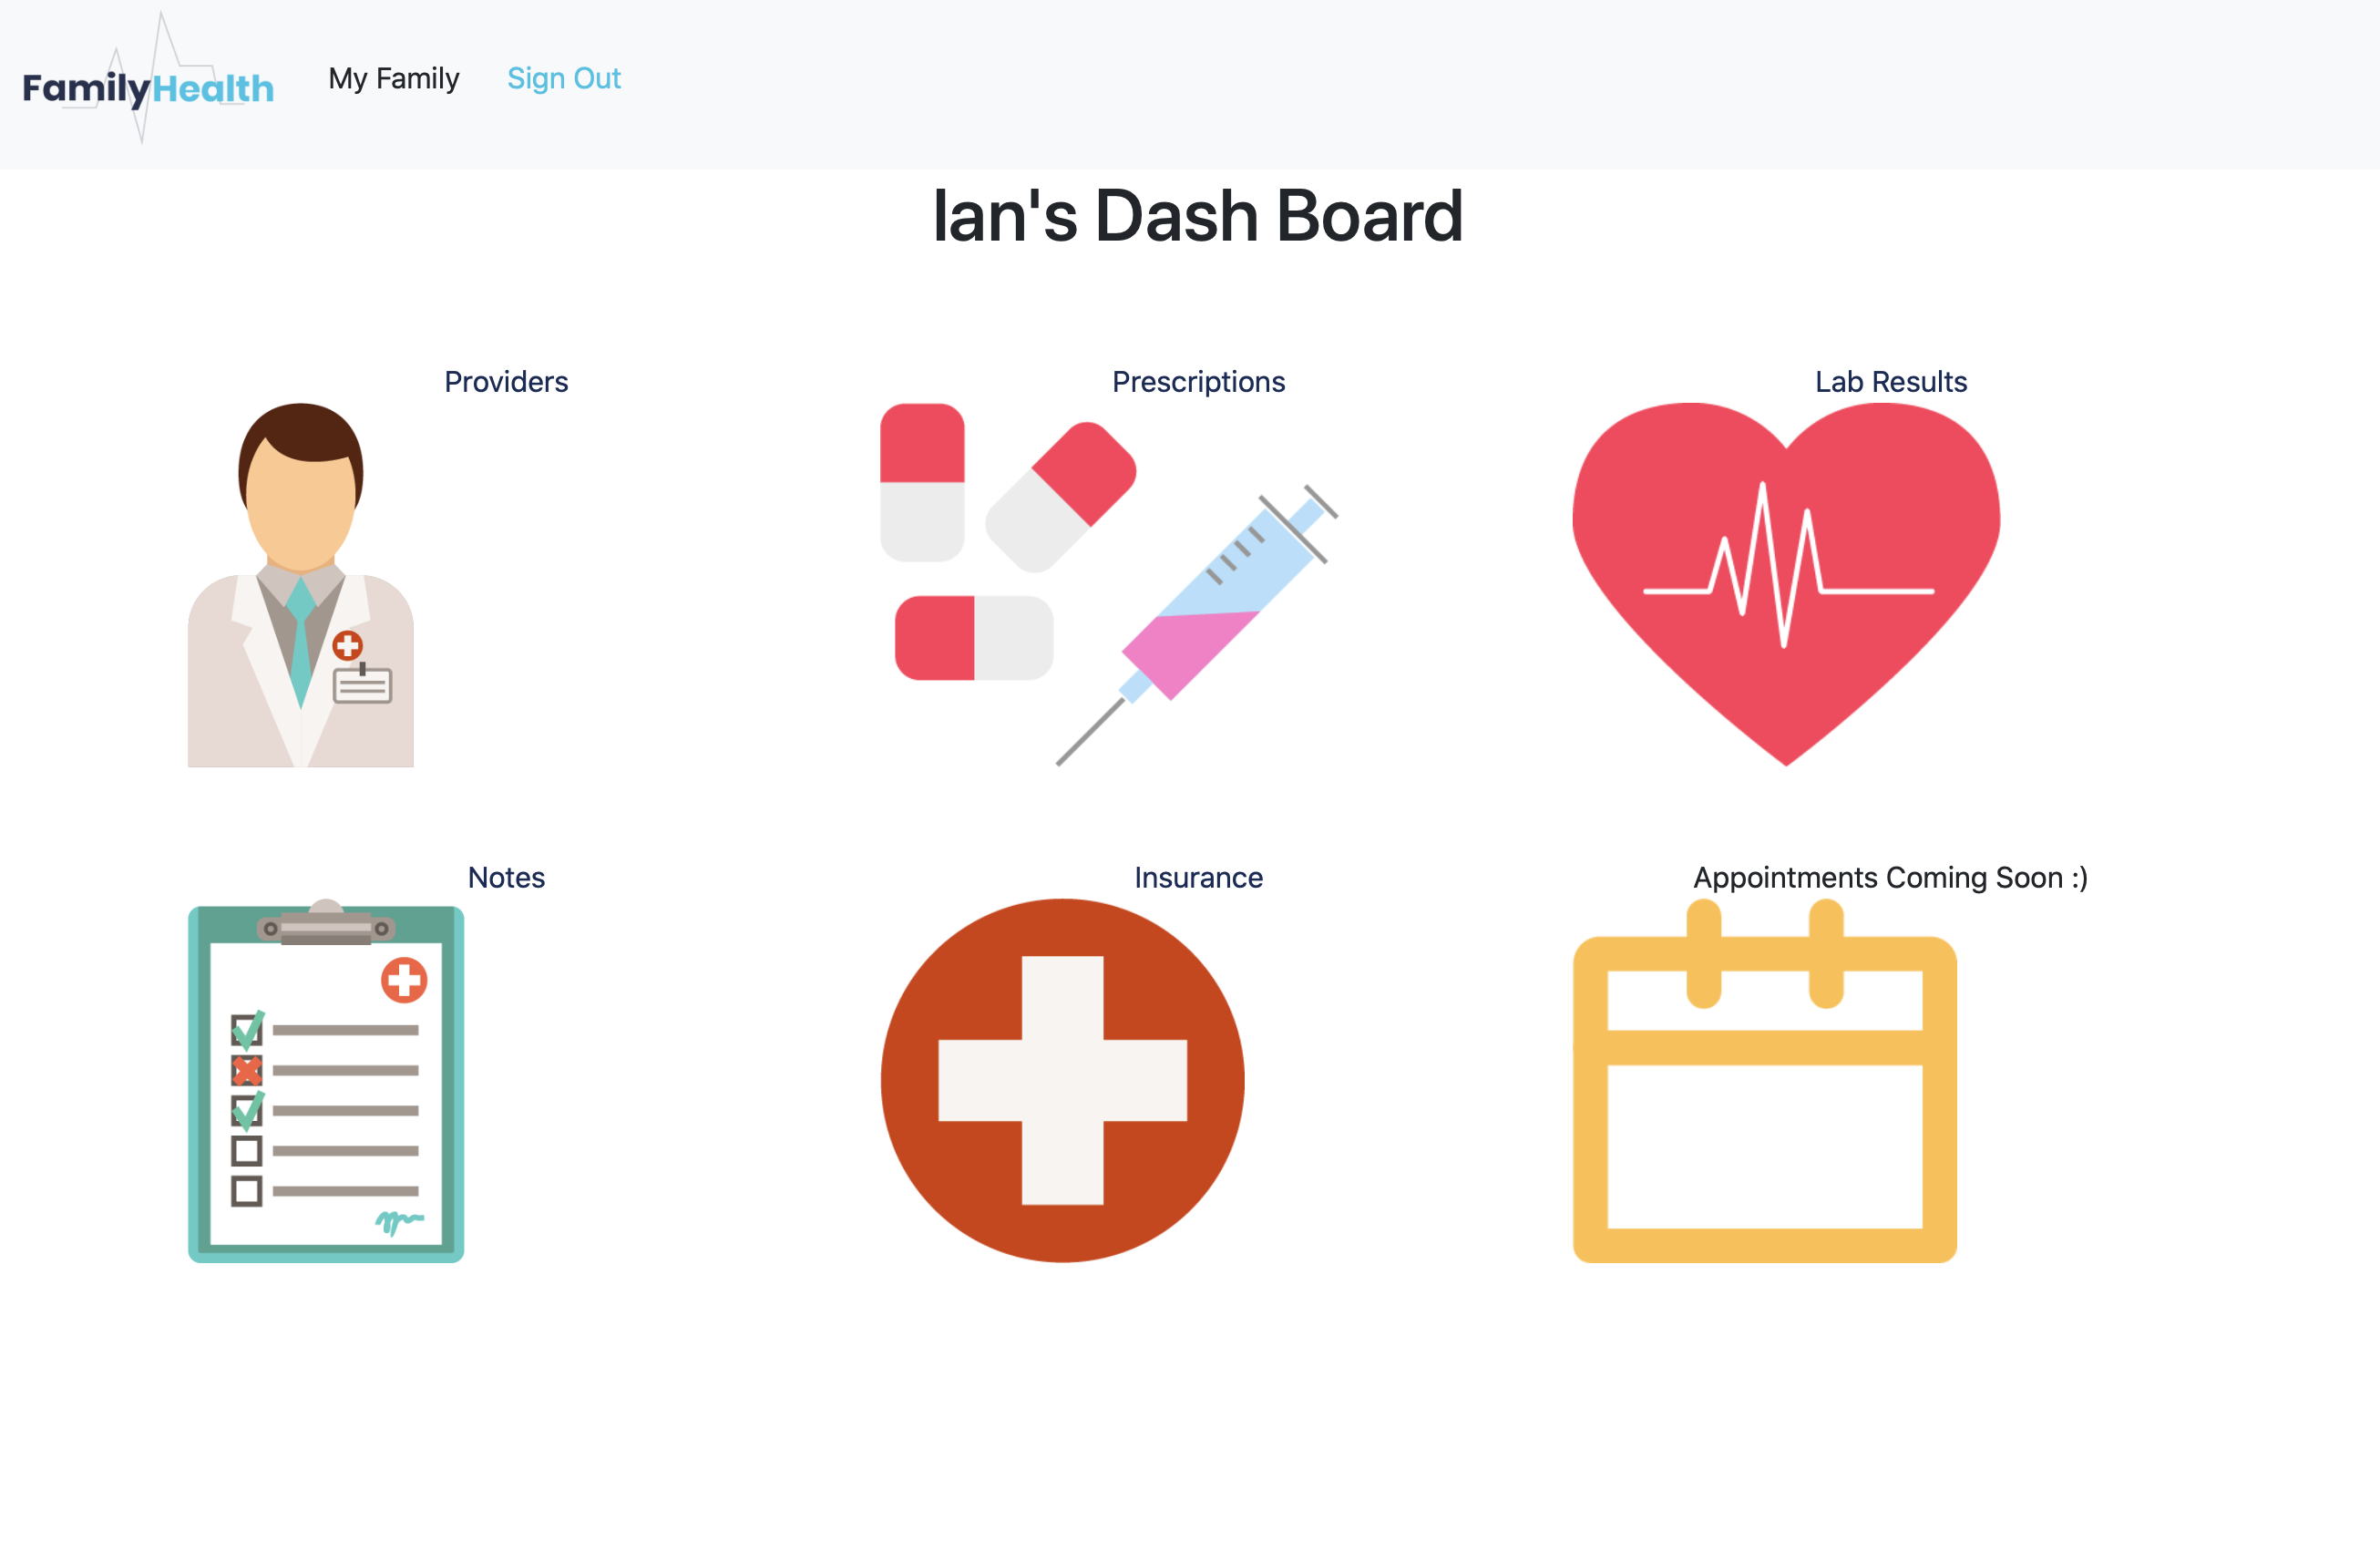 FamilyHealth My Family Sign Out
Ian's Dash Board
Providers Prescriptions Lab Results
Notes Insurance Appointments Coming Soon :)